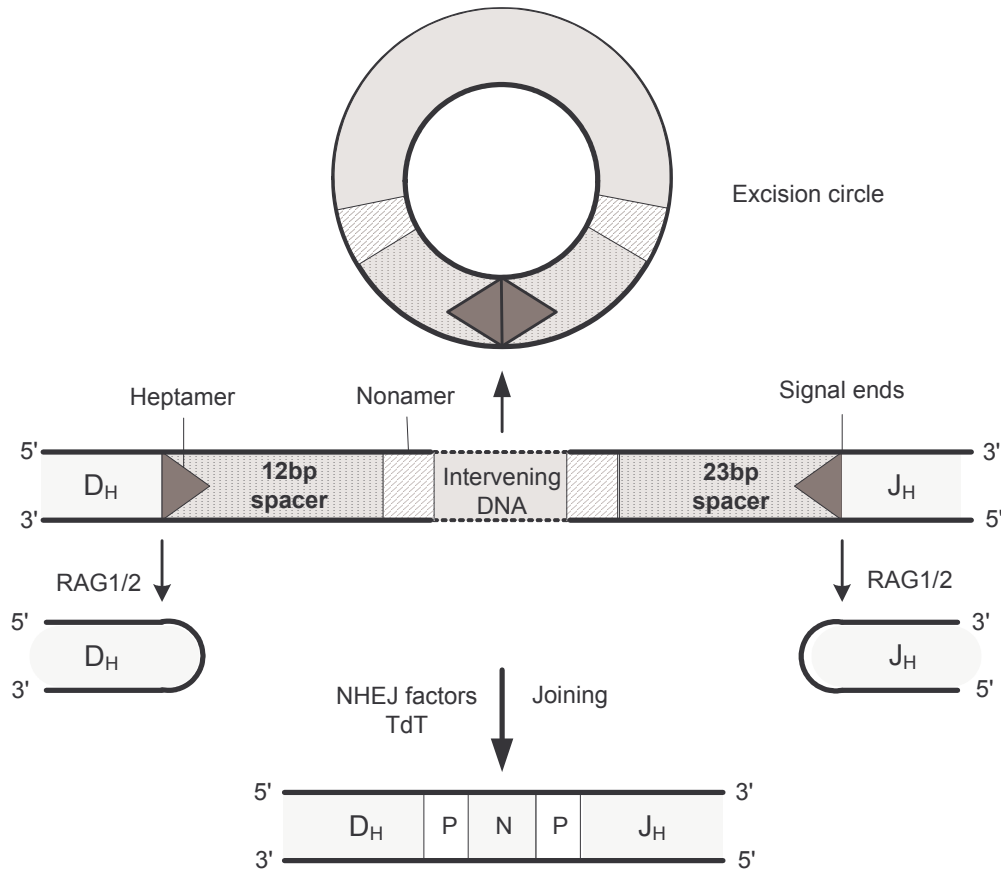 Excision circle
Heptamer
Nonamer
Signal ends
5'
3'
D_H
12bp
spacer
Intervening
DNA
23bp
spacer
J_H
3'
5'
RAG1/2
RAG1/2
5'
3'
D_H
J_H
3'
5'
NHEJ factors
TdT
Joining
5'
3'
D_H
P
N
P
J_H
3'
5'